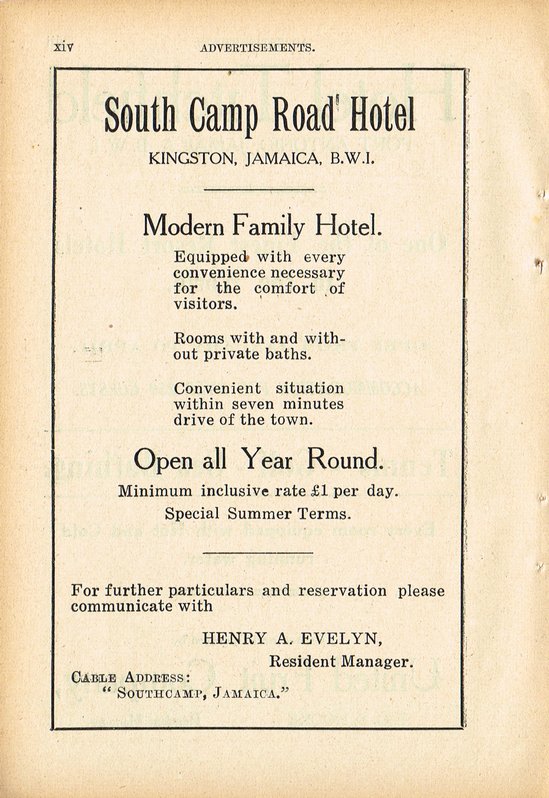 xiv
ADVERTISEMENTS.
South Camp Road Hotel
KINGSTON, JAMAICA, B.W.I.
Modern Family Hotel.
Equipped with every
convenience necessary
for the comfort of
visitors.
Rooms with and with-
out private baths.
Convenient situation
within seven minutes
drive of the town.
Open all Year Round.
Minimum inclusive rate £1 per day.
Special Summer Terms.
For further particulars and reservation please
communicate with
HENRY A. EVELYN,
Resident Manager.
CABLE ADDRESS:
"SOUTHCAMP, JAMAICA."